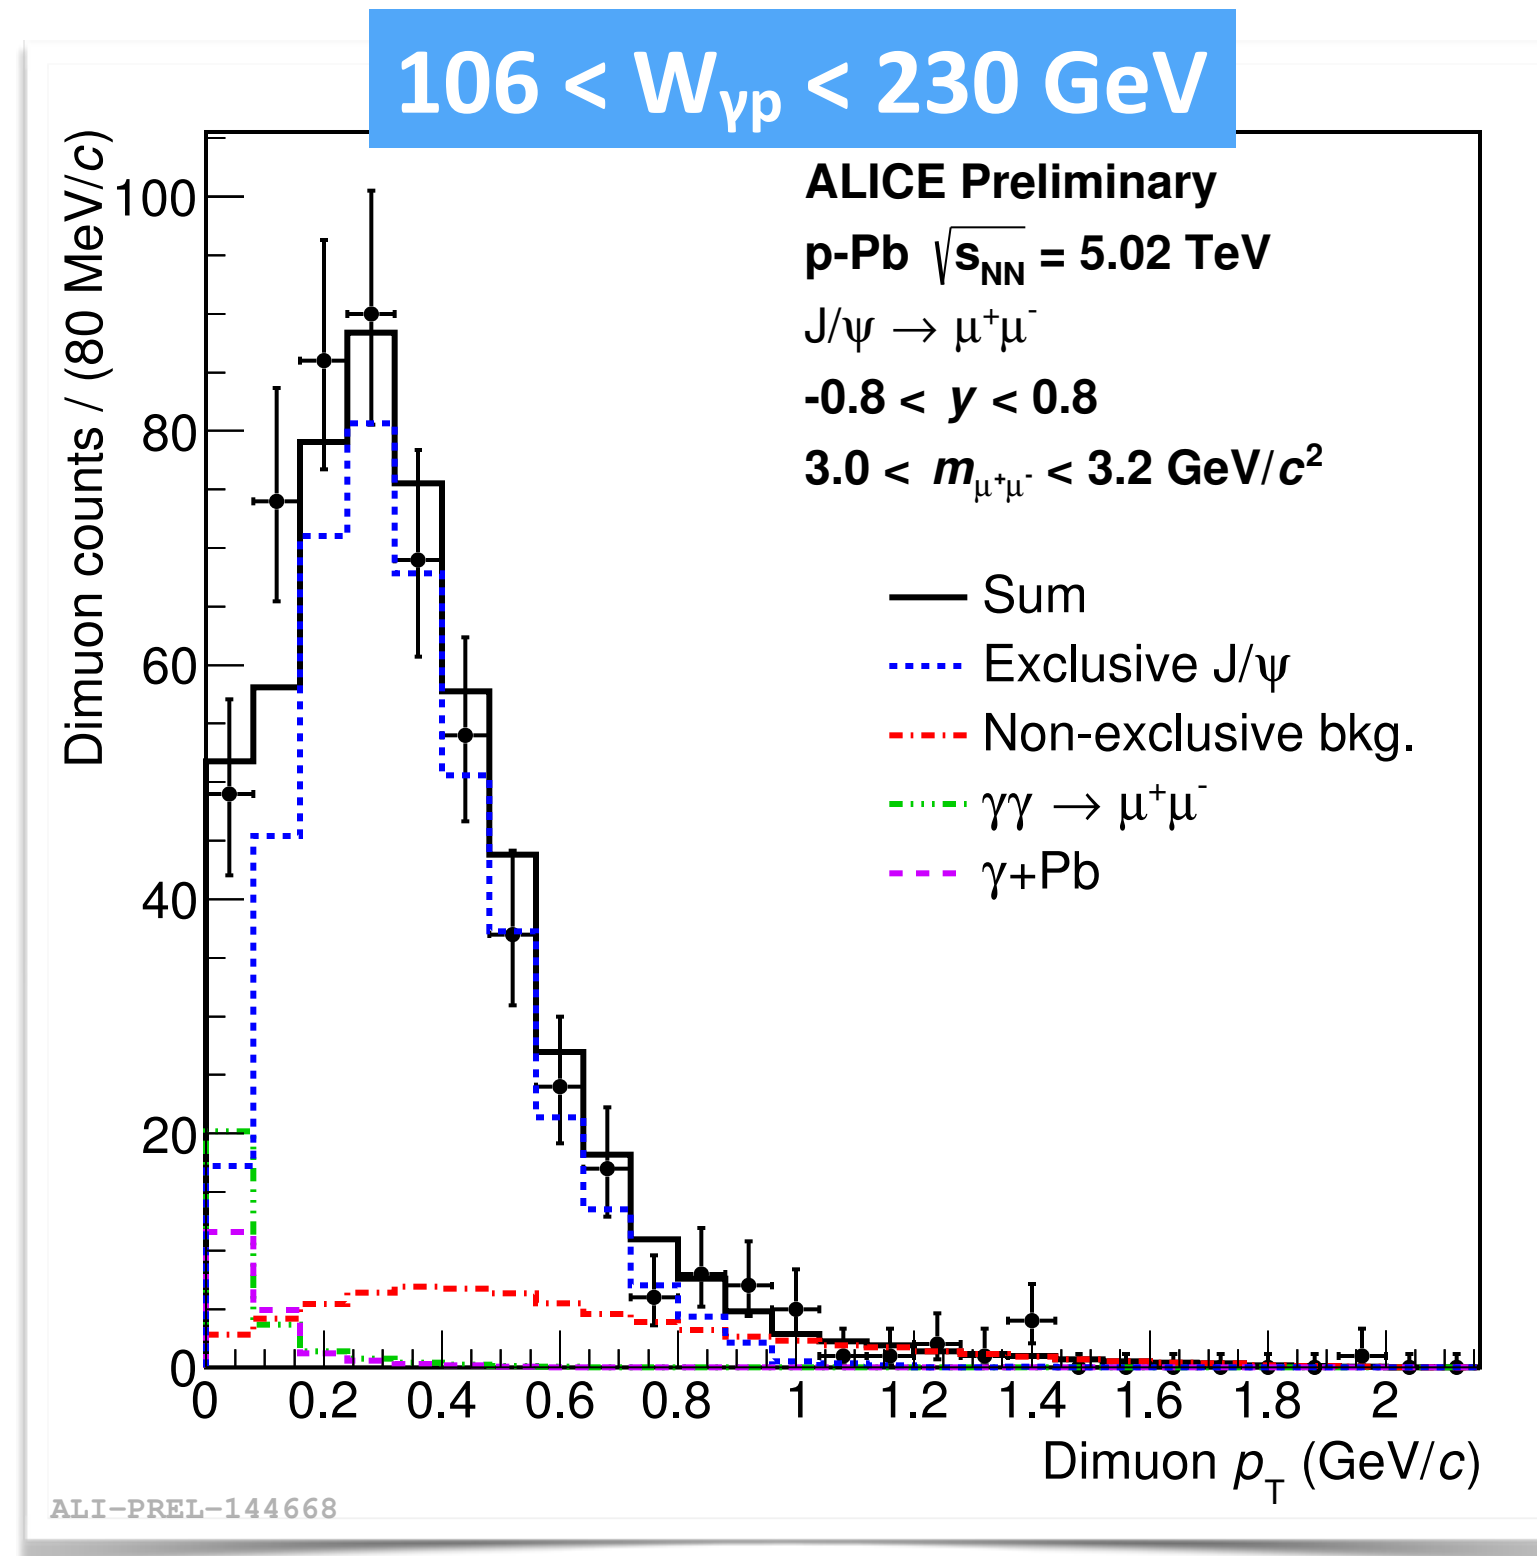 106 < Wγp < 230 GeV
ALICE Preliminary
p-Pb √sNN = 5.02 TeV
J/ψ → μ+μ-
-0.8 < y < 0.8
3.0 < mμ+μ- < 3.2 GeV/c2
Sum
Exclusive J/ψ
Non-exclusive bkg.
γγ → μ+μ-
γ+Pb
Dimuon counts / (80 MeV/c)
100
80
60
40
20
0
0 0.2 0.4 0.6 0.8 1 1.2 1.4 1.6 1.8 2
Dimuon pT (GeV/c)
ALI-PREL-144668